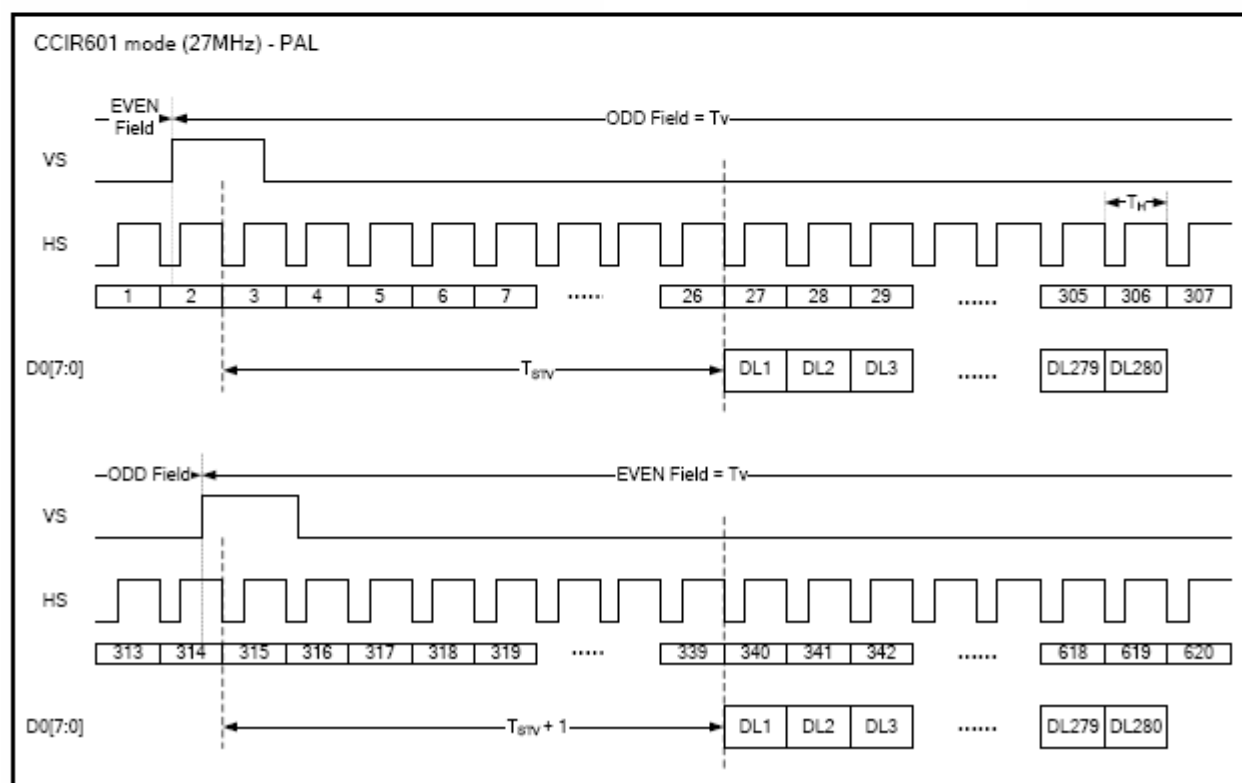 CCIR601 mode (27MHz) - PAL
EVEN Field
ODD Field = Tv
VS
TH
HS
1 2 3 4 5 6 7 ...... 26 27 28 29 ...... 305 306 307
D0[7:0] TSTV DL1 DL2 DL3 ...... DL279 DL280
ODD Field
EVEN Field = Tv
VS
HS
313 314 315 316 317 318 319 ...... 339 340 341 342 ...... 618 619 620
D0[7:0] TSTV + 1 DL1 DL2 DL3 ...... DL279 DL280